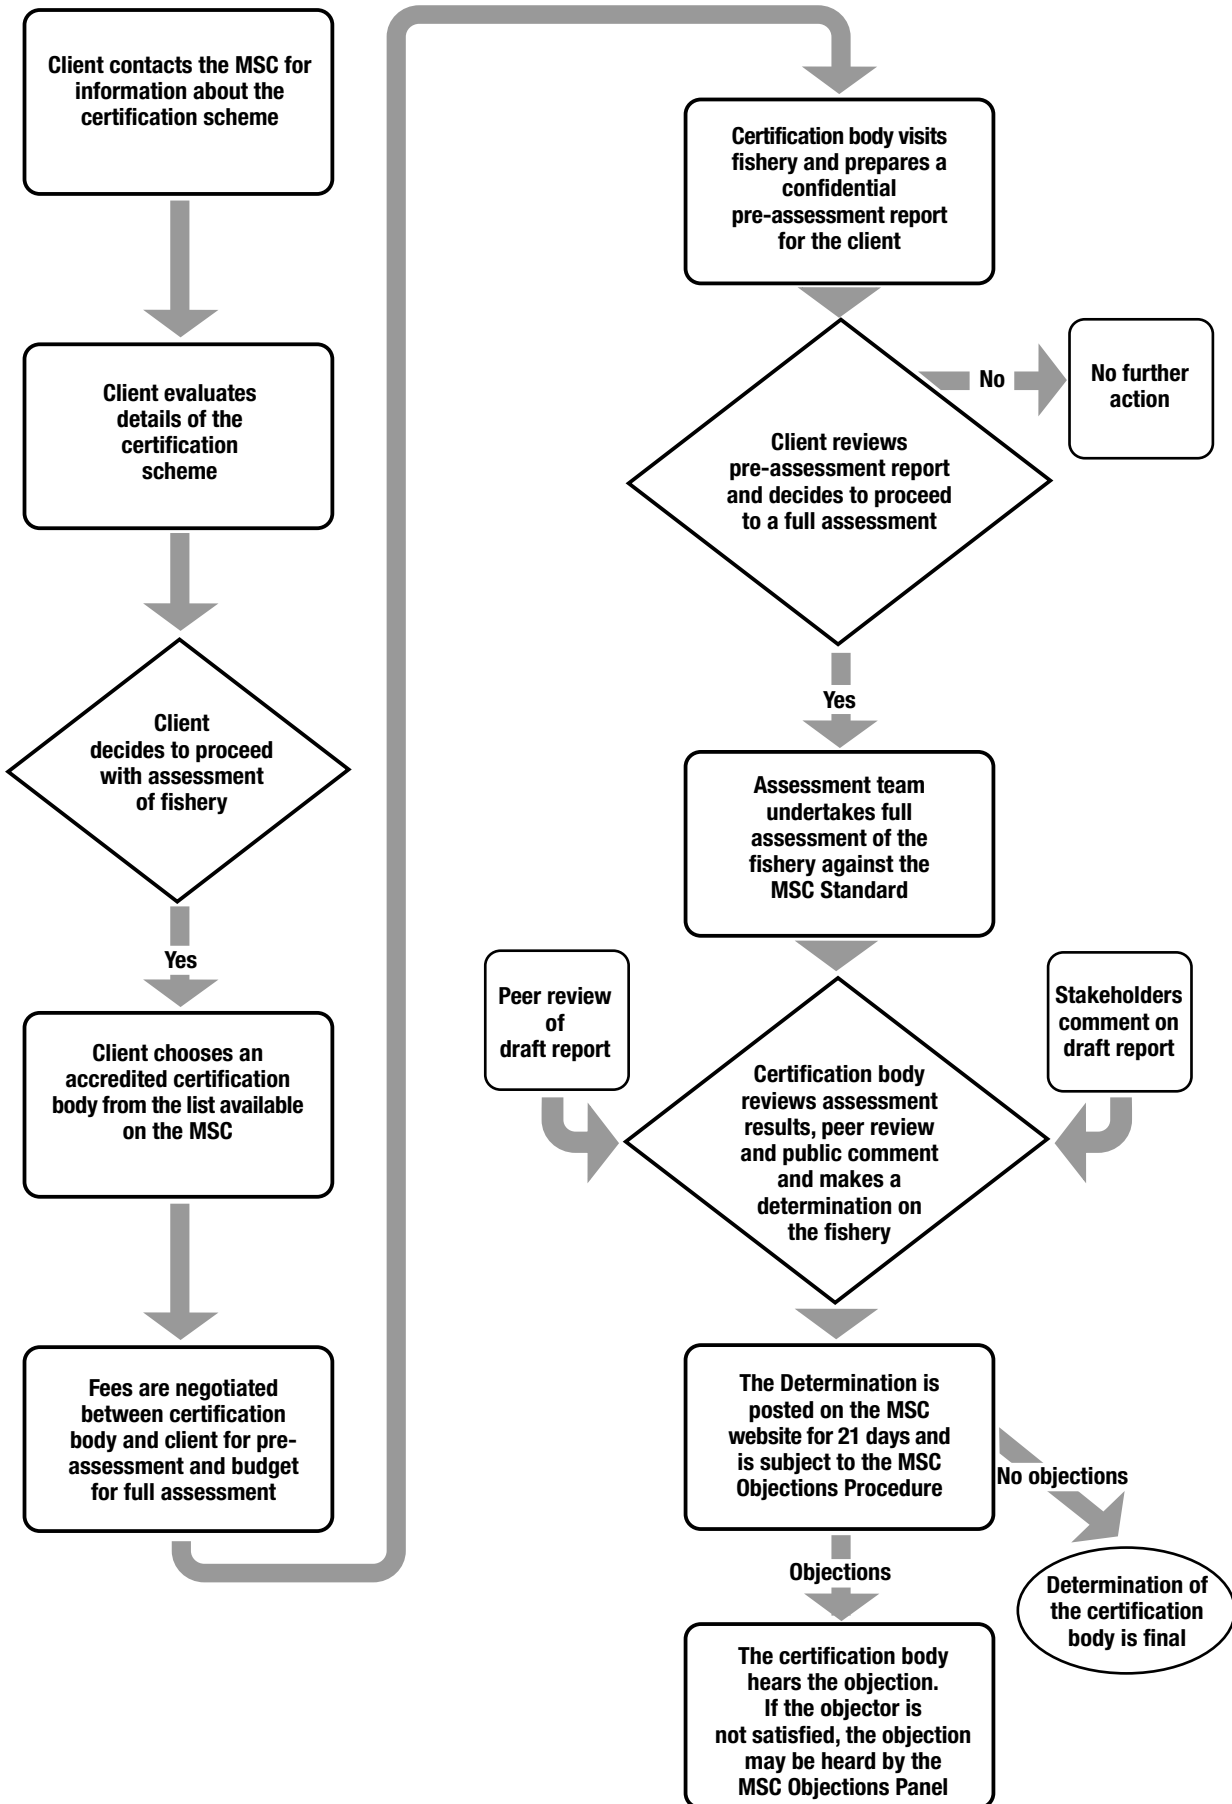 Client contacts the MSC for
information about the
certification scheme
Client evaluates
details of the
certification
scheme
Client
decides to proceed
with assessment
of fishery
Yes
Client chooses an
accredited certification
body from the list available
on the MSC
Fees are negotiated
between certification
body and client for pre-
assessment and budget
for full assessment
Certification body visits
fishery and prepares a
confidential
pre-assessment report
for the client
Client reviews
pre-assessment report
and decides to proceed
to a full assessment
No
No further
action
Yes
Assessment team
undertakes full
assessment of the
fishery against the
MSC Standard
Peer review
of
draft report
Stakeholders
comment on
draft report
Certification body
reviews assessment
results, peer review
and public comment
and makes a
determination on
the fishery
The Determination is
posted on the MSC
website for 21 days and
is subject to the MSC
Objections Procedure
No objections
Determination of
the certification
body is final
Objections
The certification body
hears the objection.
If the objector is
not satisfied, the objection
may be heard by the
MSC Objections Panel